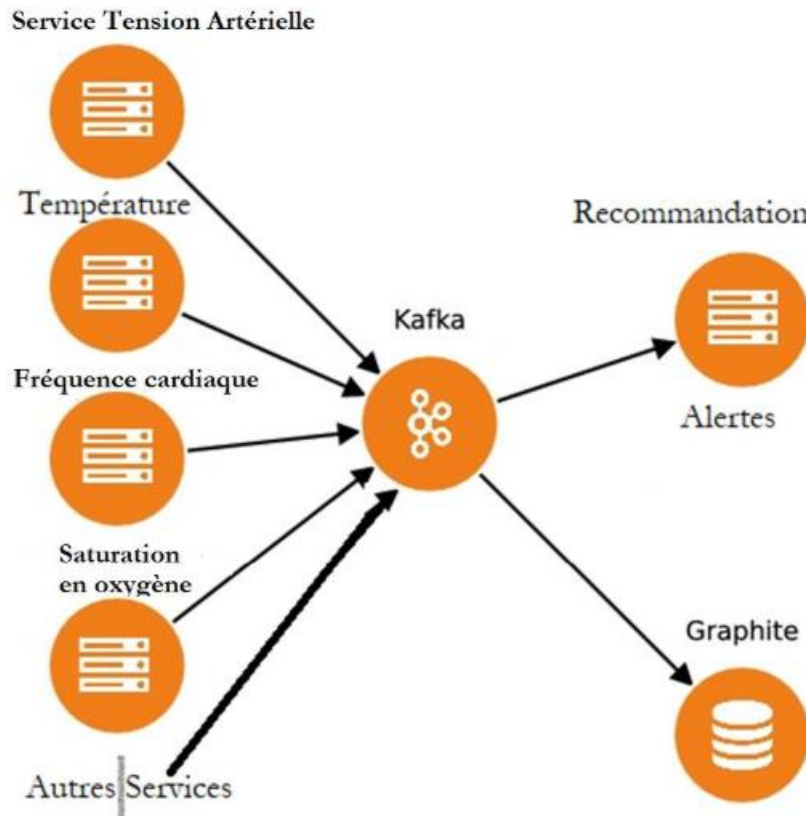 Service Tension Artérielle
Température
Recommandation
Kafka
Fréquence cardiaque
Alertes
Saturation
en oxygène
Graphite
Autres Services